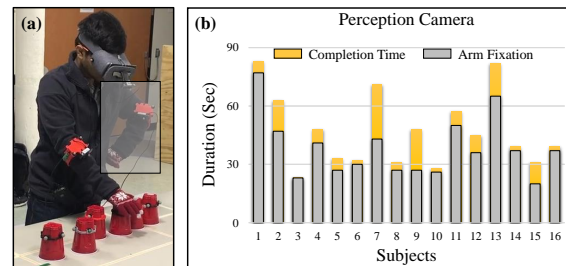 (a)
(b)
Perception Camera
Completion Time
Arm Fixation
Duration (Sec)
90
60
30
0
1 2 3 4 5 6 7 8 9 10 11 12 13 14 15 16
Subjects